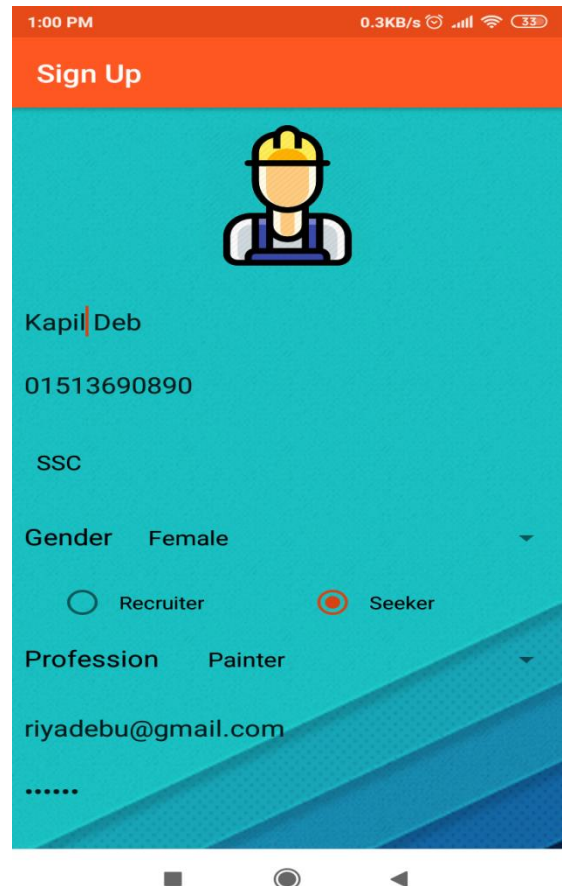 1:00 PM 0.3KB/s 33
Sign Up
Kapil Deb
01513690890
SSC
Gender Female
Recruiter Seeker
Profession Painter
riyadebu@gmail.com
••••••